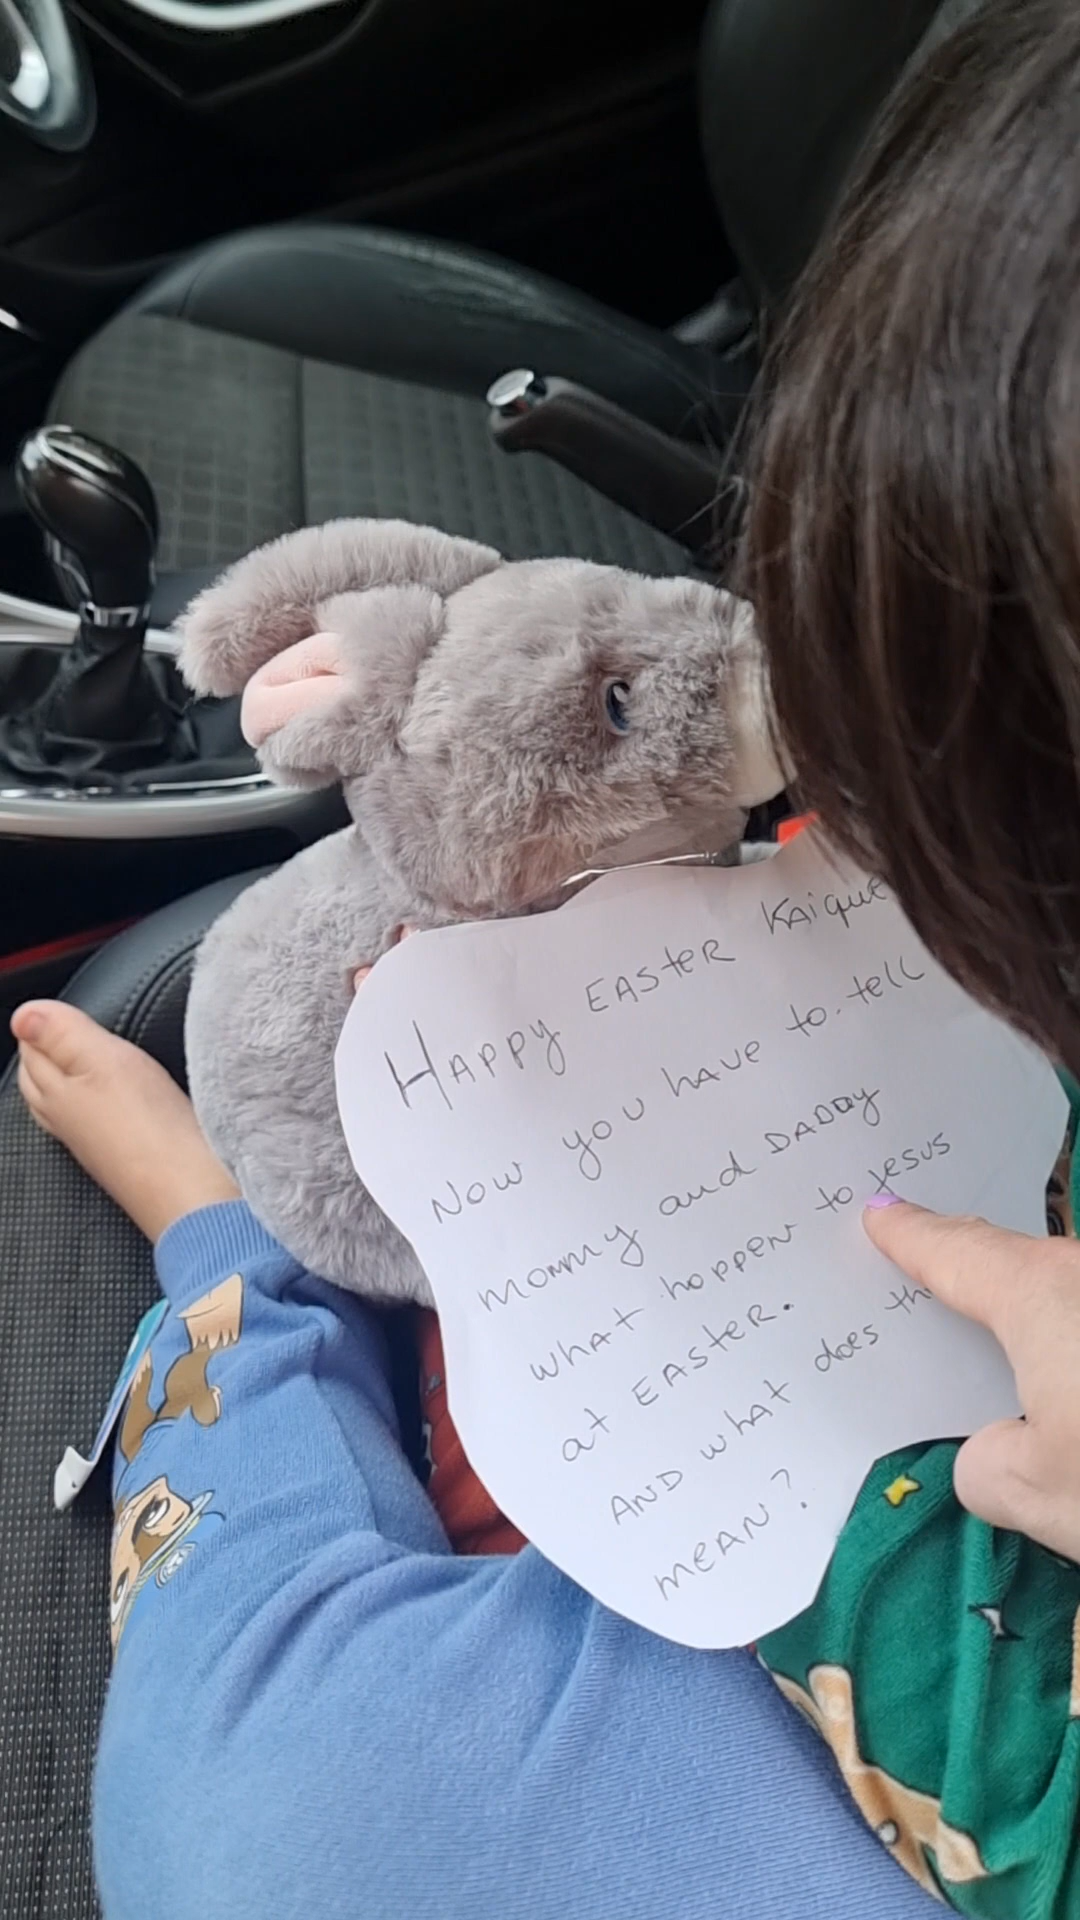 HAPPY EASTER KAique
Now you have to tell
mommy and DADDY
what happen to Jesus
at EASTER.
AND what does
mEAN?